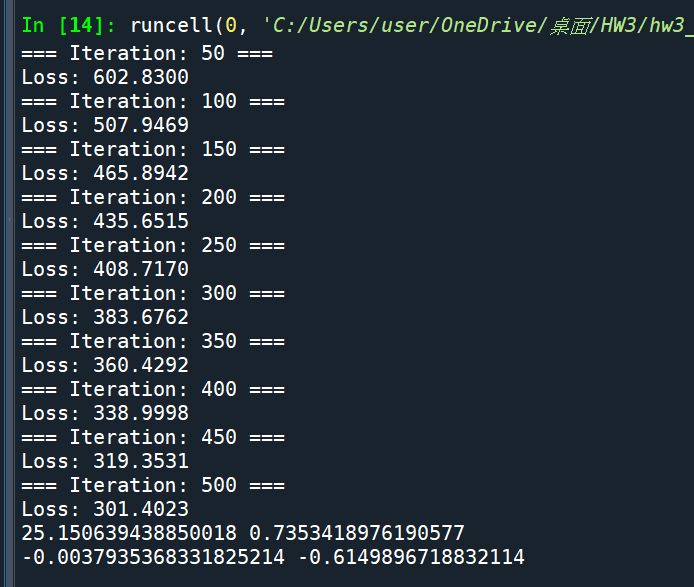 In [14]: runcell(0, 'C:/Users/user/OneDrive/桌面/HW3/hw3_
=== Iteration: 50 ===
Loss: 602.8300
=== Iteration: 100 ===
Loss: 507.9469
=== Iteration: 150 ===
Loss: 465.8942
=== Iteration: 200 ===
Loss: 435.6515
=== Iteration: 250 ===
Loss: 408.7170
=== Iteration: 300 ===
Loss: 383.6762
=== Iteration: 350 ===
Loss: 360.4292
=== Iteration: 400 ===
Loss: 338.9998
=== Iteration: 450 ===
Loss: 319.3531
=== Iteration: 500 ===
Loss: 301.4023
25.150639438850018 0.7353418976190577
-0.0037935368331825214 -0.6149896718832114